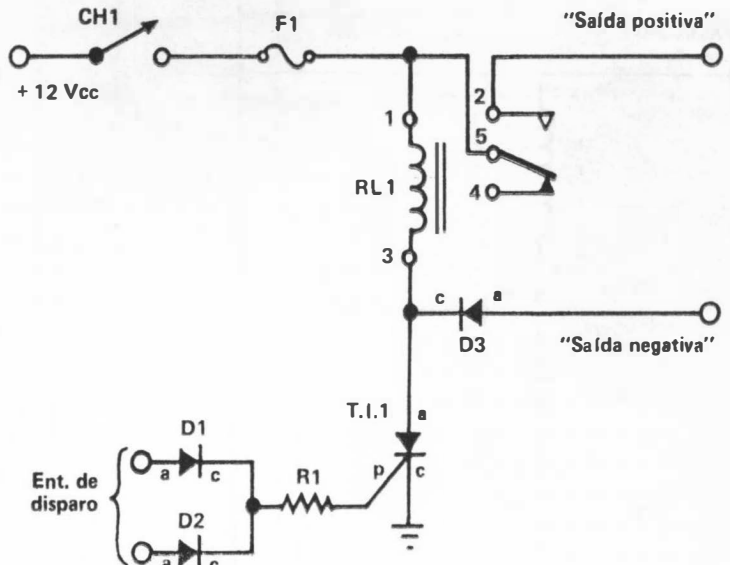 CH1
F1
"Saída positiva"
+ 12 Vcc
2
1
5
RL1
4
3
c
a
D3
"Saída negativa"
T.I.1
a
D1
Ent. de
disparo
a
c
R1
p
c
D2
a
c